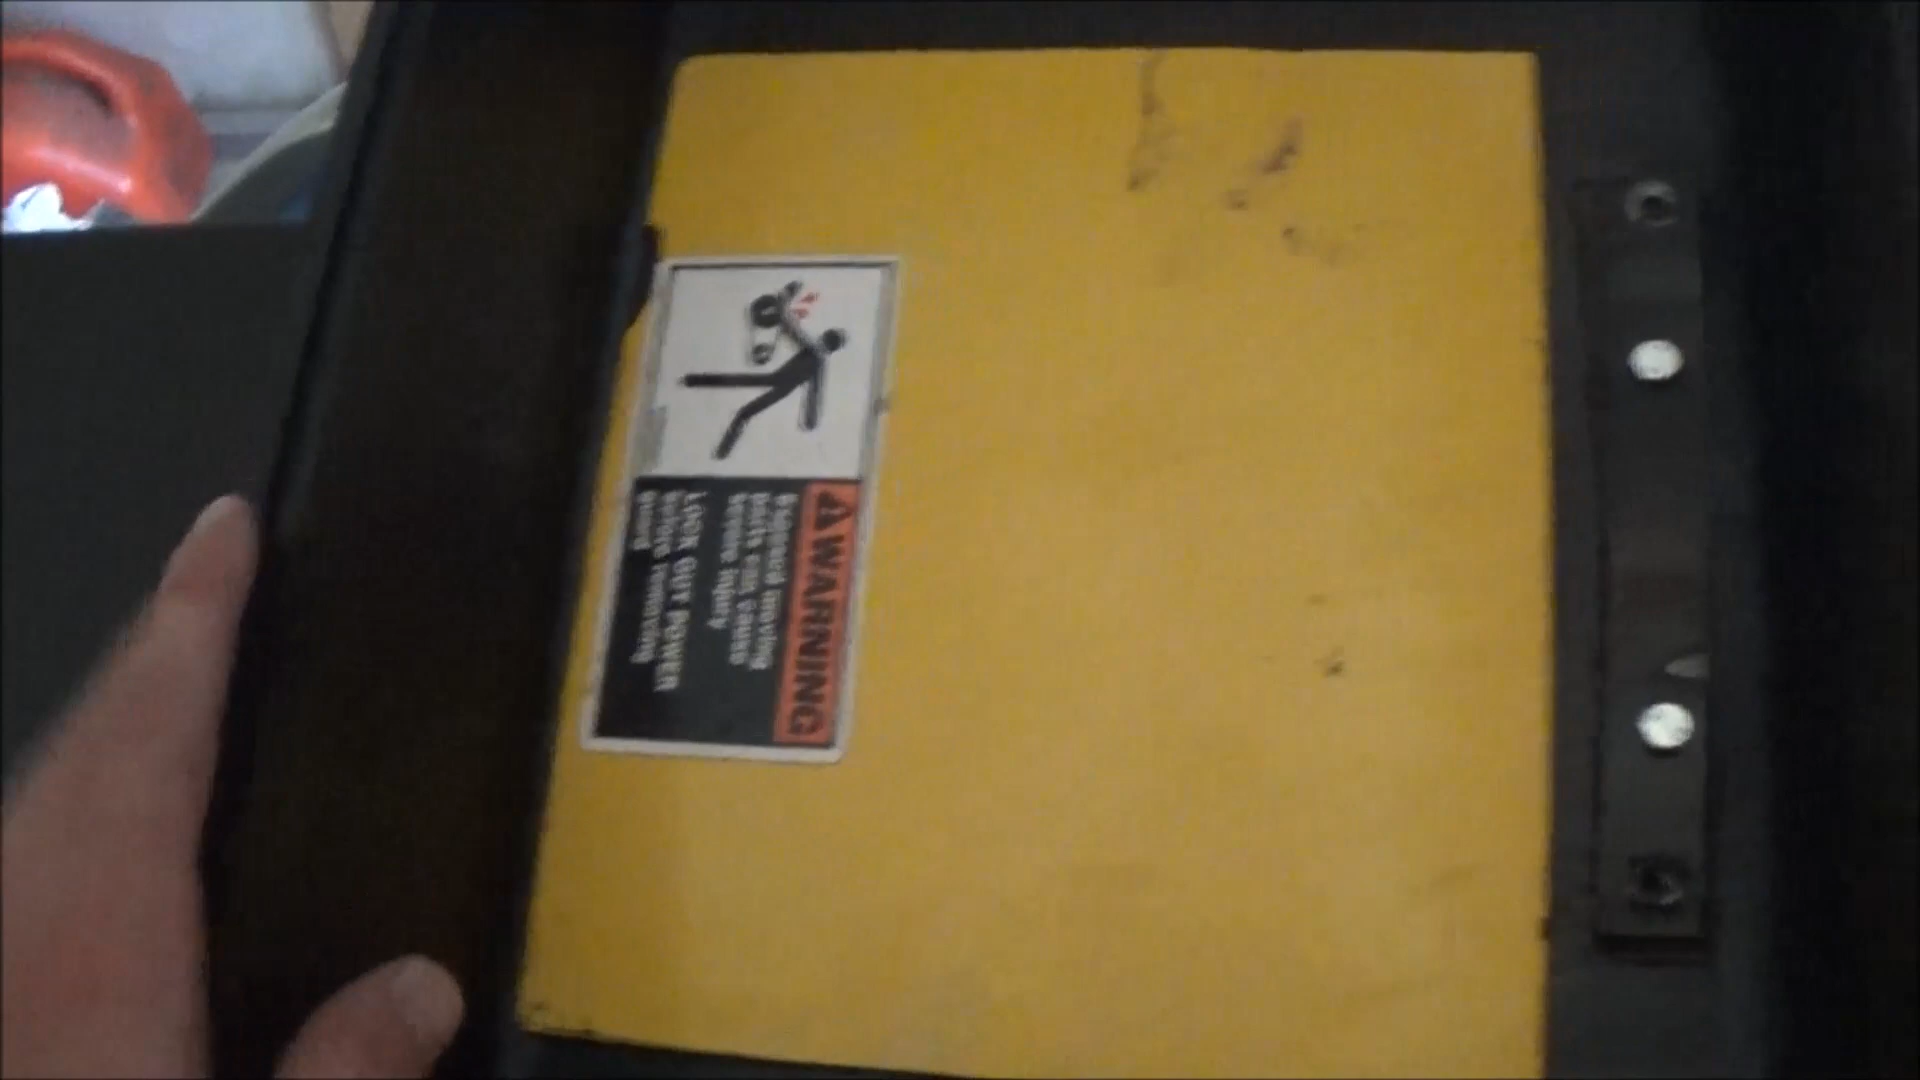 WARNING
Exposed moving
parts can cause
severe injury
LOCK OUT POWER
before removing
guard